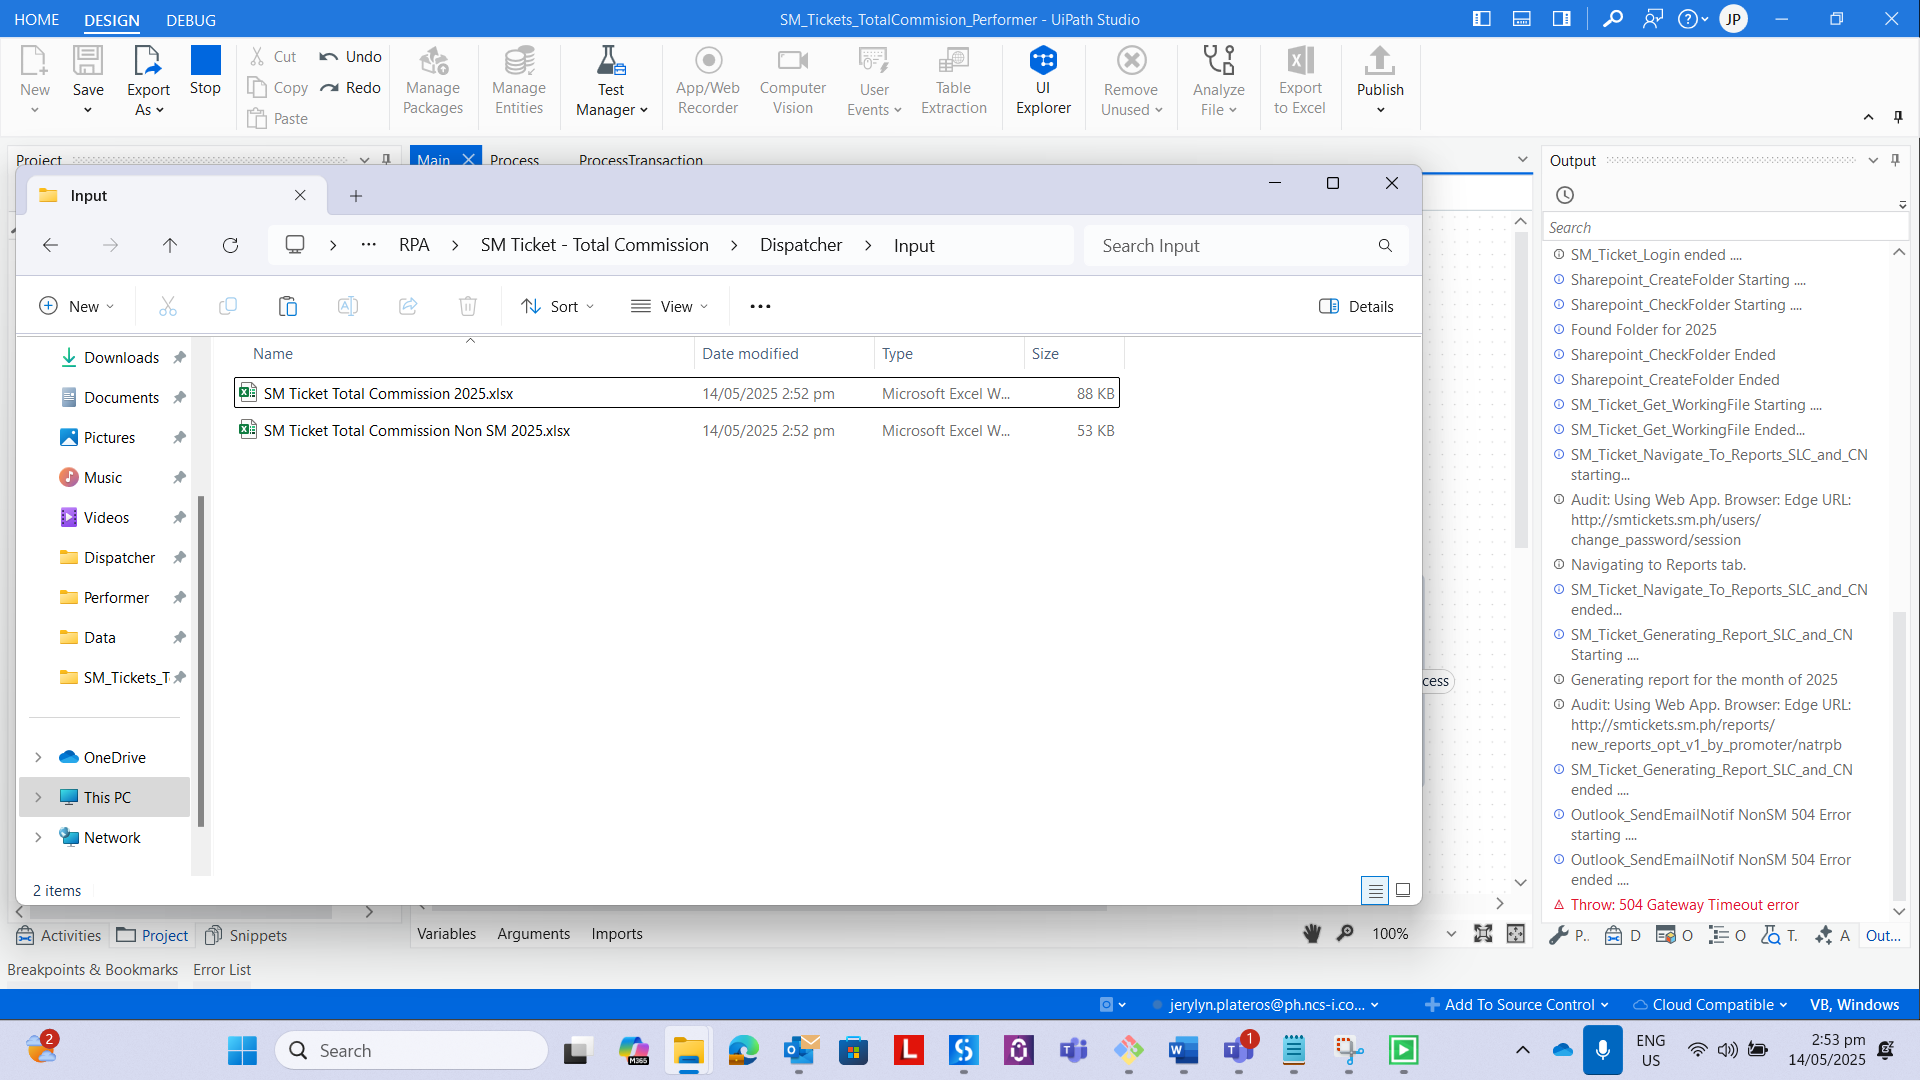 HOME DESIGN DEBUG
SM_Tickets_TotalCommision_Performer - UiPath Studio
JP
New
Save
Export As
Stop
Cut
Copy
Paste
Undo
Redo
Manage Packages
Manage Entities
Test Manager
App/Web Recorder
Computer Vision
User Events
Table Extraction
UI Explorer
Remove Unused
Analyze File
Export to Excel
Publish
Project
Main
Process
ProcessTransaction
Output
Input
RPA > SM Ticket - Total Commission > Dispatcher > Input
Search Input
New
Sort
View
Details
Name Date modified Type Size
SM Ticket Total Commission 2025.xlsx 14/05/2025 2:52 pm Microsoft Excel W... 88 KB
SM Ticket Total Commission Non SM 2025.xlsx 14/05/2025 2:52 pm Microsoft Excel W... 53 KB
Downloads
Documents
Pictures
Music
Videos
Dispatcher
Performer
Data
SM_Tickets_T
OneDrive
This PC
Network
2 items
cess
Search
SM_Ticket_Login ended ....
Sharepoint_CreateFolder Starting ....
Sharepoint_CheckFolder Starting ....
Found Folder for 2025
Sharepoint_CheckFolder Ended
Sharepoint_CreateFolder Ended
SM_Ticket_Get_WorkingFile Starting ....
SM_Ticket_Get_WorkingFile Ended...
SM_Ticket_Navigate_To_Reports_SLC_and_CN
starting...
Audit: Using Web App. Browser: Edge URL:
http://smtickets.sm.ph/users/
change_password/session
Navigating to Reports tab.
SM_Ticket_Navigate_To_Reports_SLC_and_CN
ended...
SM_Ticket_Generating_Report_SLC_and_CN
Starting ....
Generating report for the month of 2025
Audit: Using Web App. Browser: Edge URL:
http://smtickets.sm.ph/reports/
new_reports_opt_v1_by_promoter/natrpb
SM_Ticket_Generating_Report_SLC_and_CN
ended ....
Outlook_SendEmailNotif NonSM 504 Error
starting ....
Outlook_SendEmailNotif NonSM 504 Error
ended ....
Throw: 504 Gateway Timeout error
Activities
Project
Snippets
Variables
Arguments
Imports
100%
P..
D
O
O
T.
A
Out...
Breakpoints & Bookmarks
Error List
jerylyn.plateros@ph.ncs-i.co...
Add To Source Control
Cloud Compatible
VB, Windows
2
Search
M365
L
W
1
ENG
US
2:53 pm
14/05/2025